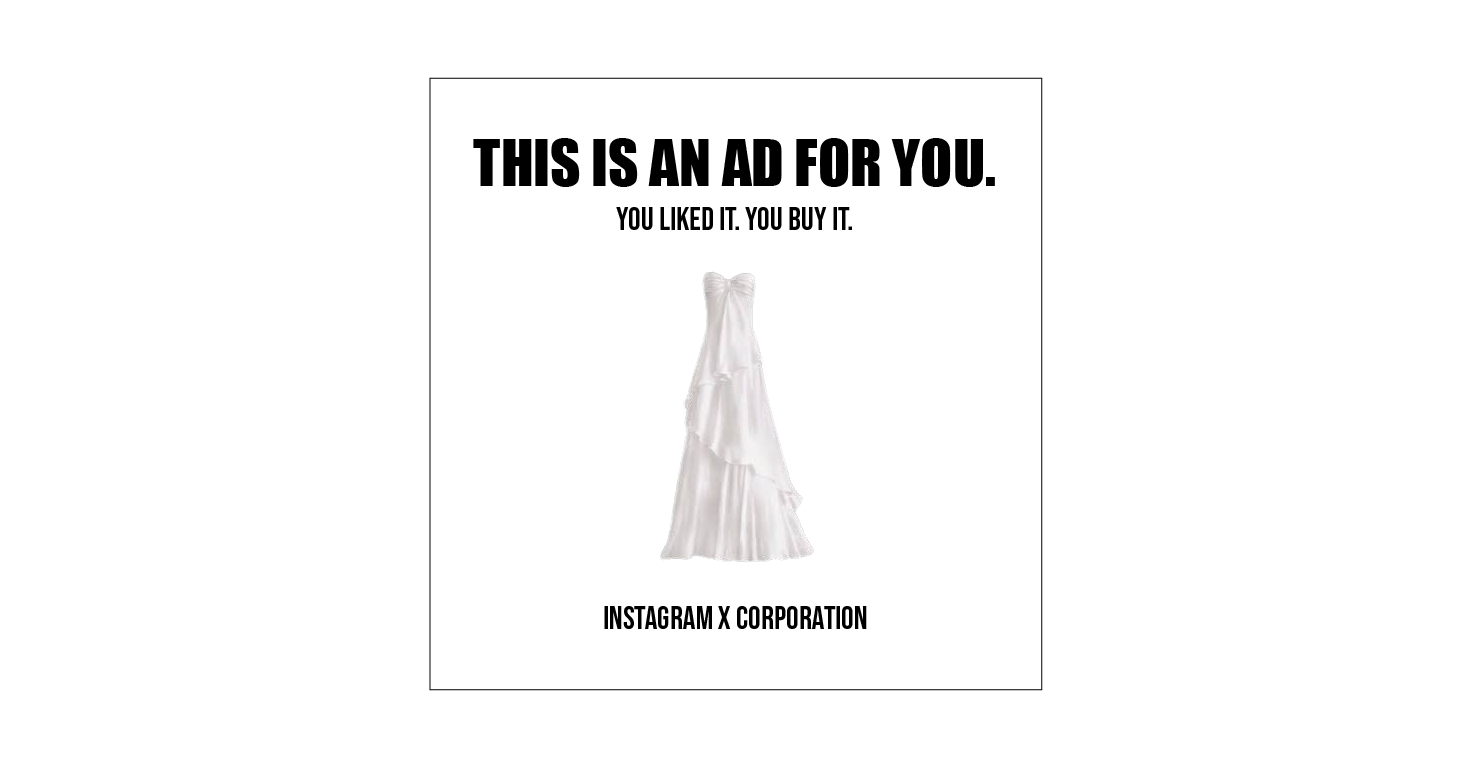 THIS IS AN AD FOR YOU.
YOU LIKED IT. YOU BUY IT.
INSTAGRAM X CORPORATION